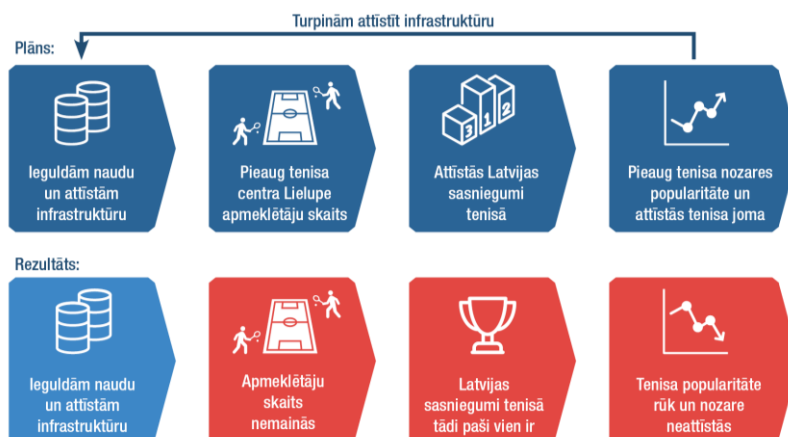 Turpinām attīstīt infrastruktūru
Plāns:
Ieguldām naudu
un attīstām
infrastruktūru
Pieaug tenisa
centra Lielupe
apmeklētāju skaits
3 1 2
Attīstās Latvijas
sasniegumi
tenisā
Pieaug tenisa nozares
popularitāte un
attīstās tenisa joma
Rezultāts:
Ieguldām naudu
un attīstām
infrastruktūru
Apmeklētāju
skaits
nemainās
Latvijas
sasniegumi tenisā
tādi paši vien ir
Tenisa popularitāte
rūk un nozare
neattīstās